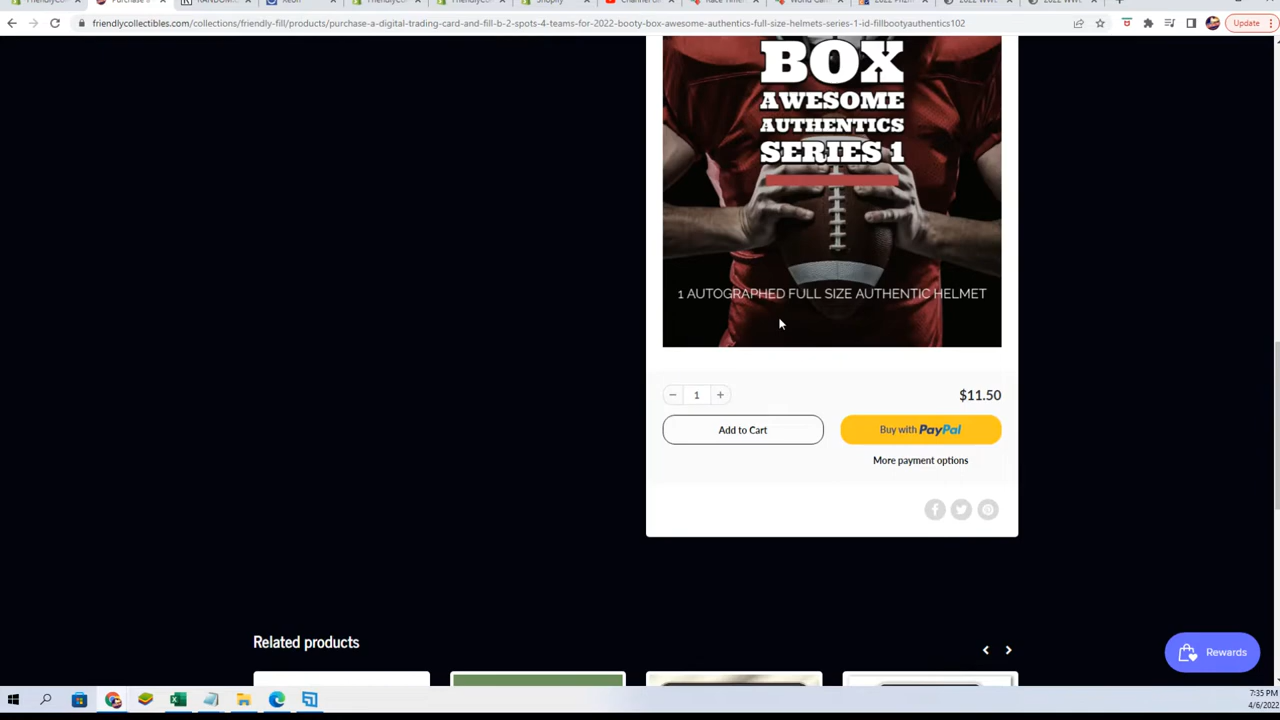 friendlycollectibles.com/collections/friendly-fill/products/purchase-a-digital-trading-card-and-fill-b-2-spots-4-teams-for-2022-booty-box-awesome-authentics-full-size-helmets-series-1-id-fillbootyauthentics102
Update
BOX
AWESOME
AUTHENTICS
SERIES 1
1 AUTOGRAPHED FULL SIZE AUTHENTIC HELMET
1
$11.50
Add to Cart
Buy with PayPal
More payment options
Related products
Rewards
7:35 PM
4/6/2022